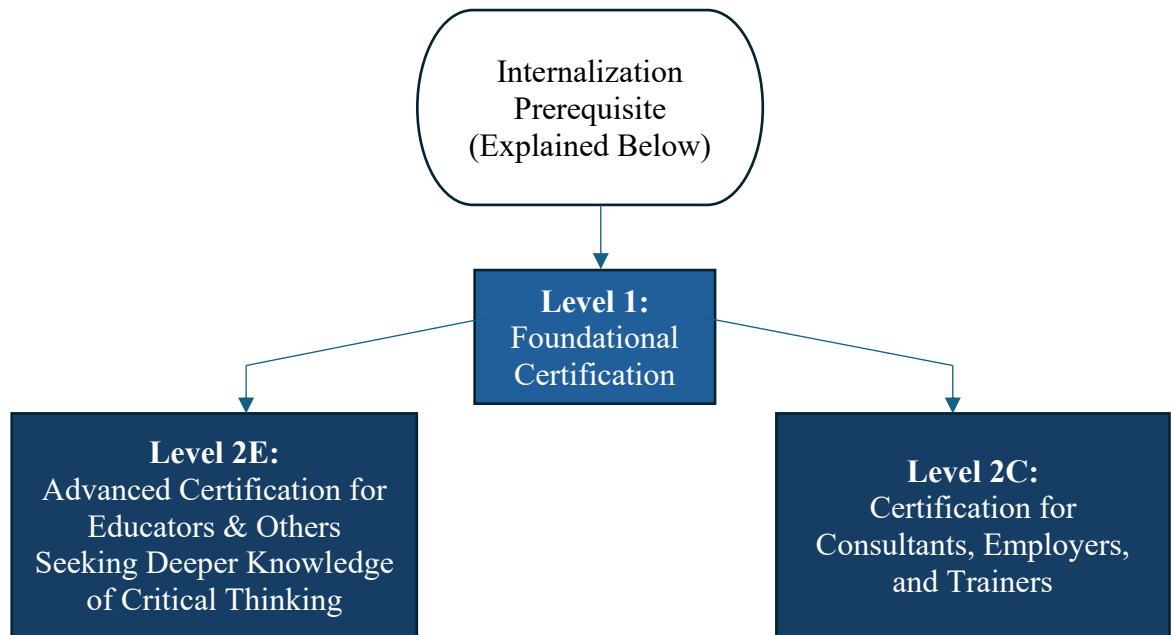 Internalization
Prerequisite
(Explained Below)
Level 1:
Foundational
Certification
Level 2E:
Advanced Certification for
Educators & Others
Seeking Deeper Knowledge
of Critical Thinking
Level 2C:
Certification for
Consultants, Employers,
and Trainers